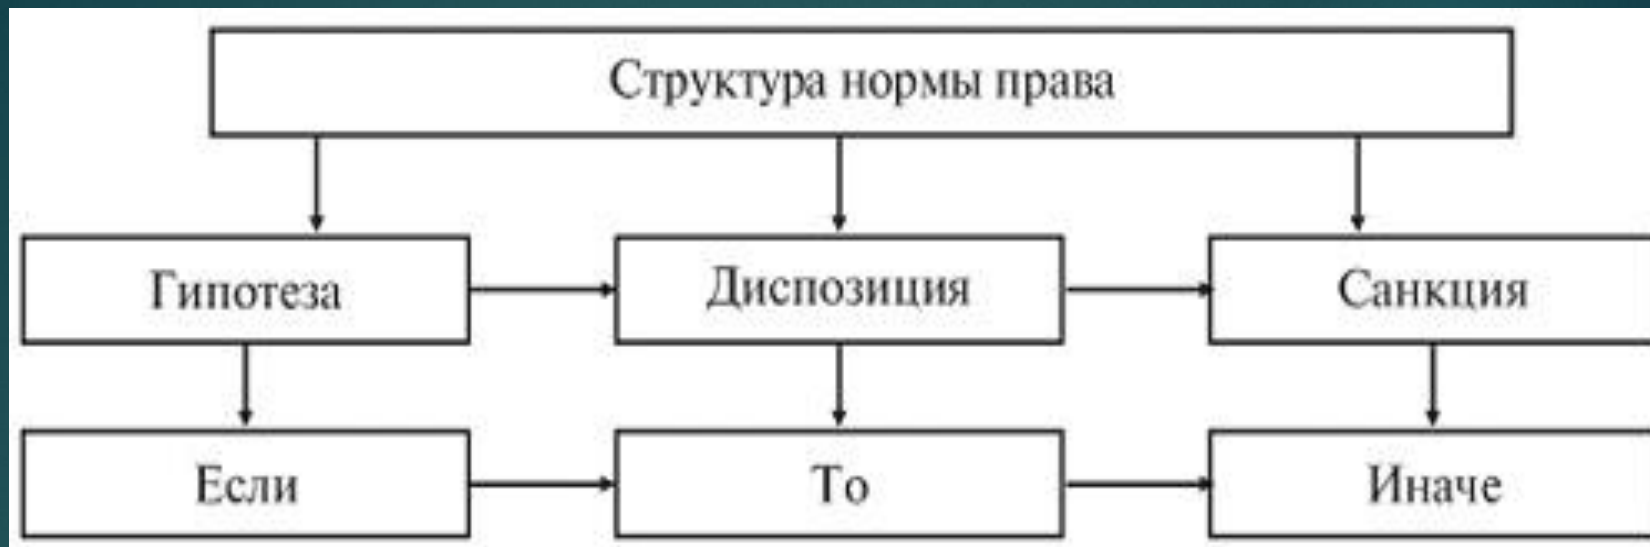 Структура нормы права
Гипотеза
Диспозиция
Санкция
Если
То
Иначе